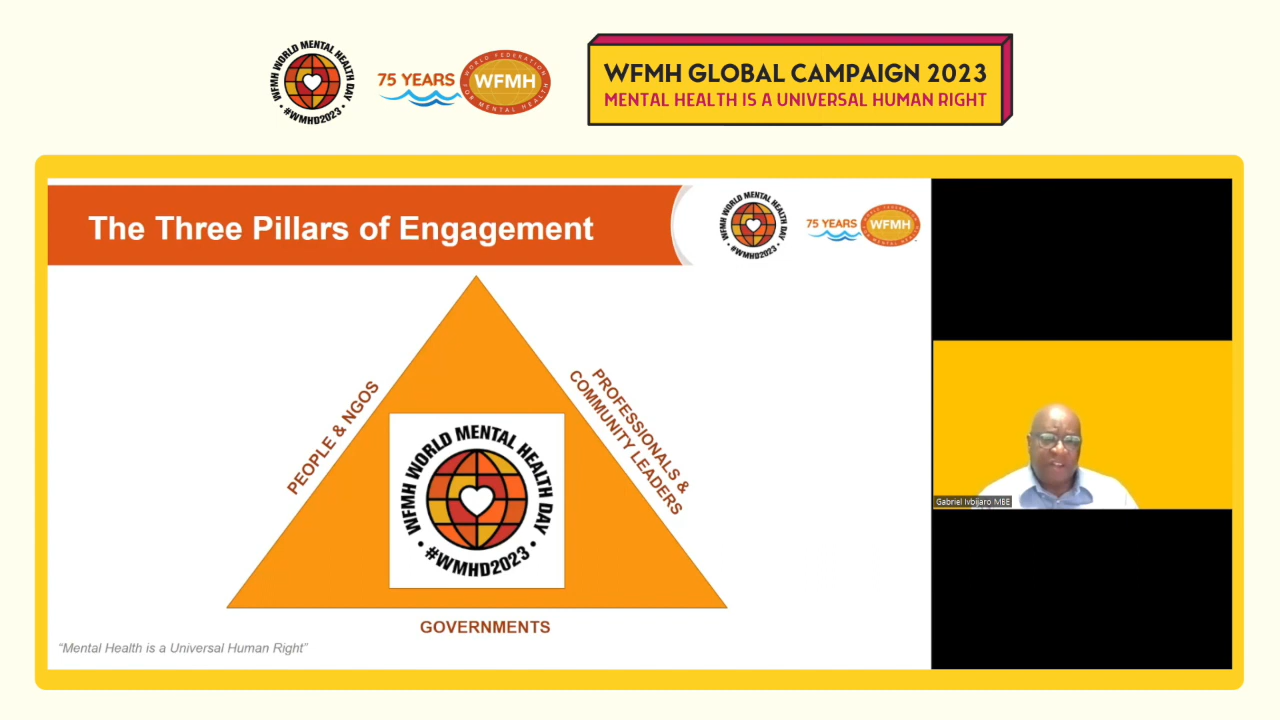 WFMH WORLD MENTAL HEALTH DAY
• #WMHD2023 •
75 YEARS
WORLD FEDERATION
WFMH
FOR MENTAL HEALTH
WFMH GLOBAL CAMPAIGN 2023
MENTAL HEALTH IS A UNIVERSAL HUMAN RIGHT
The Three Pillars of Engagement
WFMH WORLD MENTAL HEALTH DAY
• #WMHD2023 •
75 YEARS
WFMH
PEOPLE & NGOS
PROFESSIONALS &
COMMUNITY LEADERS
WFMH WORLD MENTAL HEALTH DAY
• #WMHD2023 •
GOVERNMENTS
“Mental Health is a Universal Human Right”
Gabriel Ivbijaro MBE